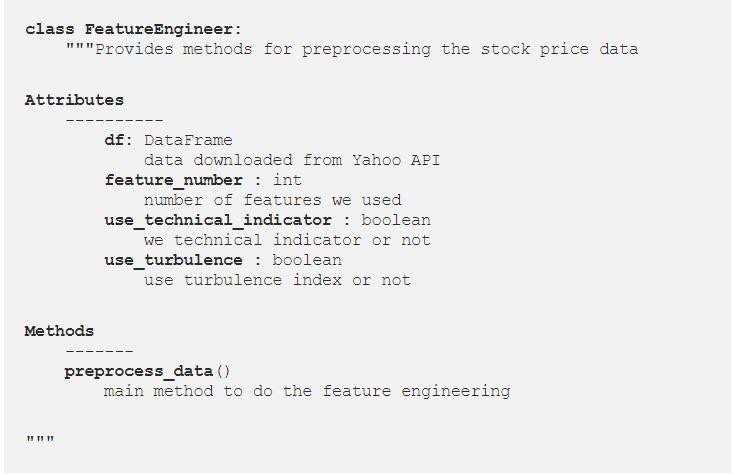 class FeatureEngineer:
"""Provides methods for preprocessing the stock price data
Attributes
----------
df: DataFrame
data downloaded from Yahoo API
feature_number : int
number of features we used
use_technical_indicator : boolean
we technical indicator or not
use_turbulence : boolean
use turbulence index or not
Methods
-------
preprocess_data()
main method to do the feature engineering
"""